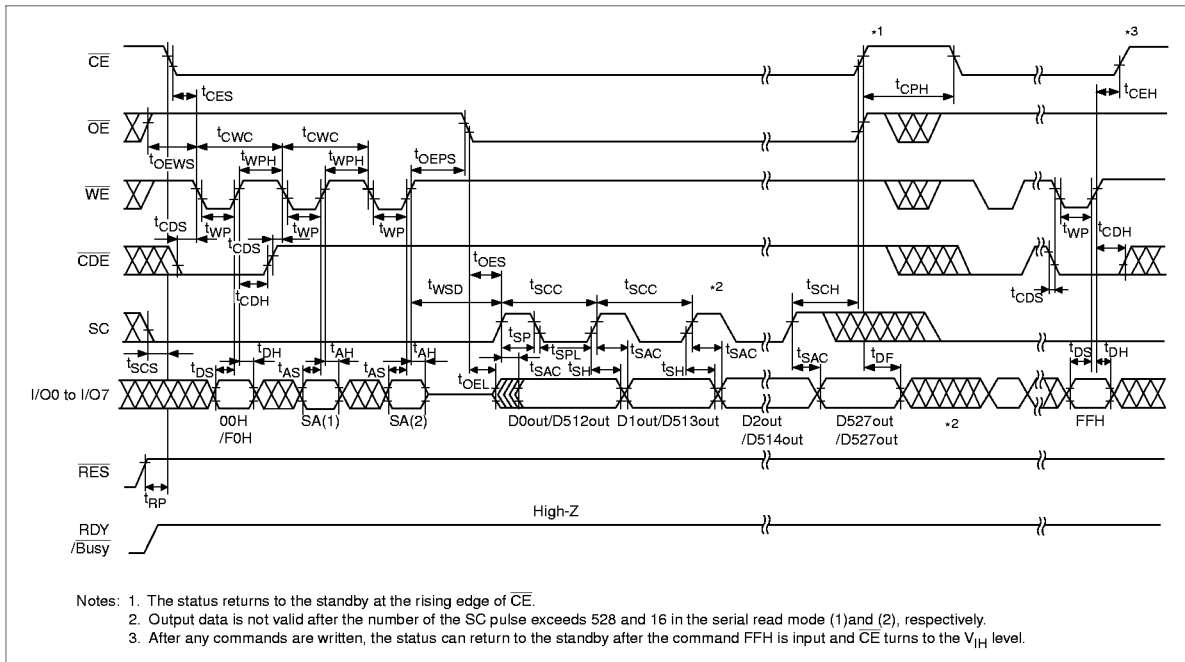 *1 *3
CE
tCES tCPH tCEH
OE
tCWC tCWC
tOEWS tWPH tWPH tOEPS
WE
tCDS tWP tCDS tWP tWP tWP tCDH
CDE
tOES
tCDH tWSD tSCC tSCC *2 tSCH tCDS
SC
tSP tSPL tSAC tSAC
tSCS tDH tAH tAH tDS tAS tAS tOEL tSAC tSH tSH tSAC tDF tDS tDH
I/O0 to I/O7
00H /F0H SA(1) SA(2) D0out/D512out D1out/D513out D2out /D514out D527out /D527out *2 FFH
RES
tRP
High-Z
RDY
/Busy
Notes: 1. The status returns to the standby at the rising edge of CE.
2. Output data is not valid after the number of the SC pulse exceeds 528 and 16 in the serial read mode (1)and (2), respectively.
3. After any commands are written, the status can return to the standby after the command FFH is input and CE turns to the VIH level.